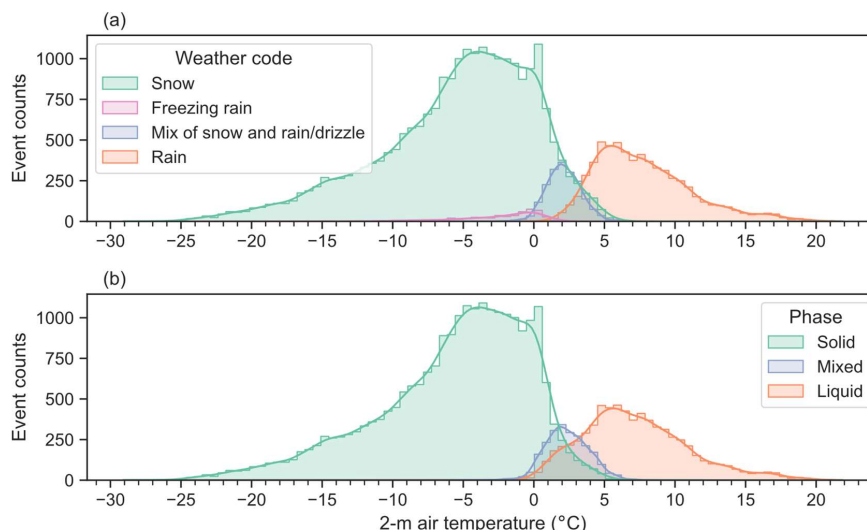 (a)
Event counts
1000
750
500
250
0
Weather code
Snow
Freezing rain
Mix of snow and rain/drizzle
Rain
−30 −25 −20 −15 −10 −5 0 5 10 15 20
(b)
Event counts
1000
750
500
250
0
Phase
Solid
Mixed
Liquid
−30 −25 −20 −15 −10 −5 0 5 10 15 20
2-m air temperature (°C)